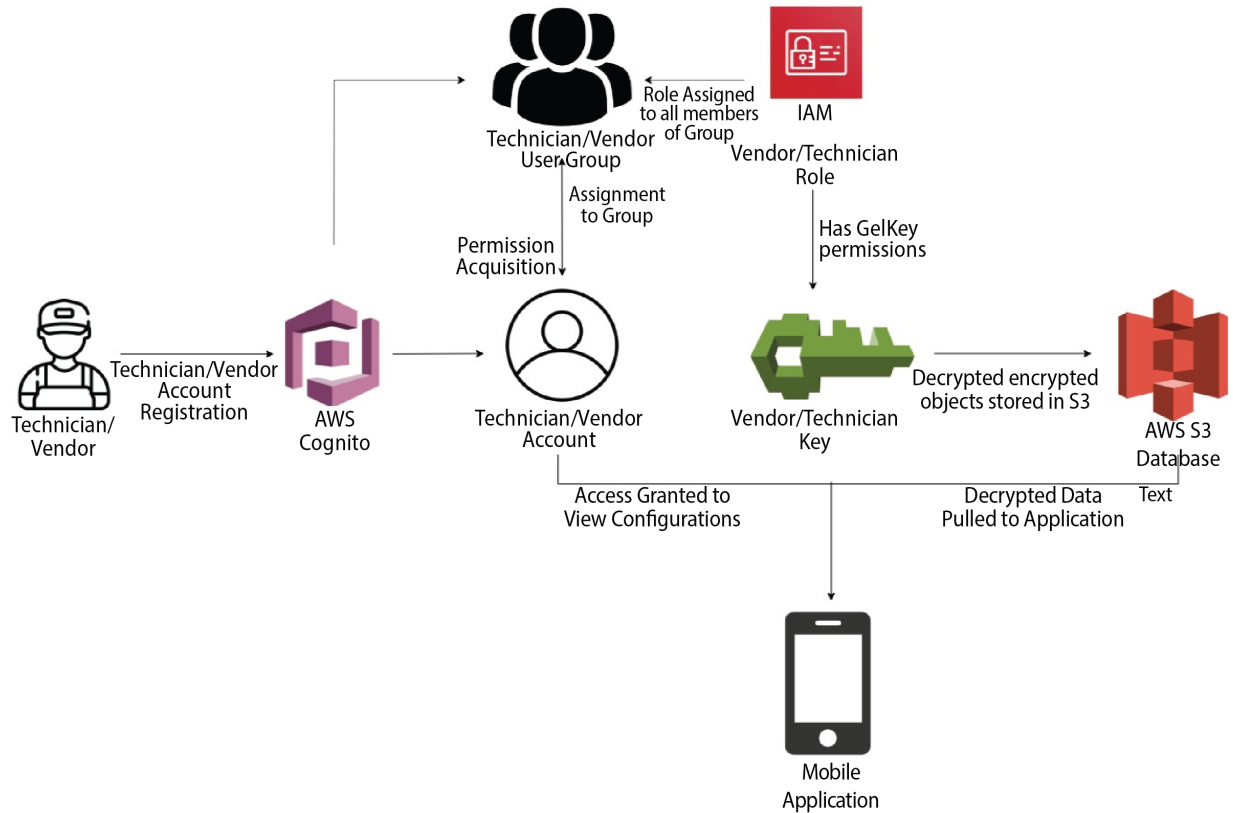 Role Assigned
to all members
of Group
IAM
Technician/Vendor
User Group
Vendor/Technician
Role
Assignment
to Group
Has GelKey
permissions
Permission
Acquisition
Technician/Vendor
Account
Registration
Decrypted encrypted
objects stored in S3
Technician/
Vendor
AWS
Cognito
Technician/Vendor
Account
Vendor/Technician
Key
AWS S3
Database
Access Granted to
View Configurations
Decrypted Data
Pulled to Application
Text
Mobile
Application